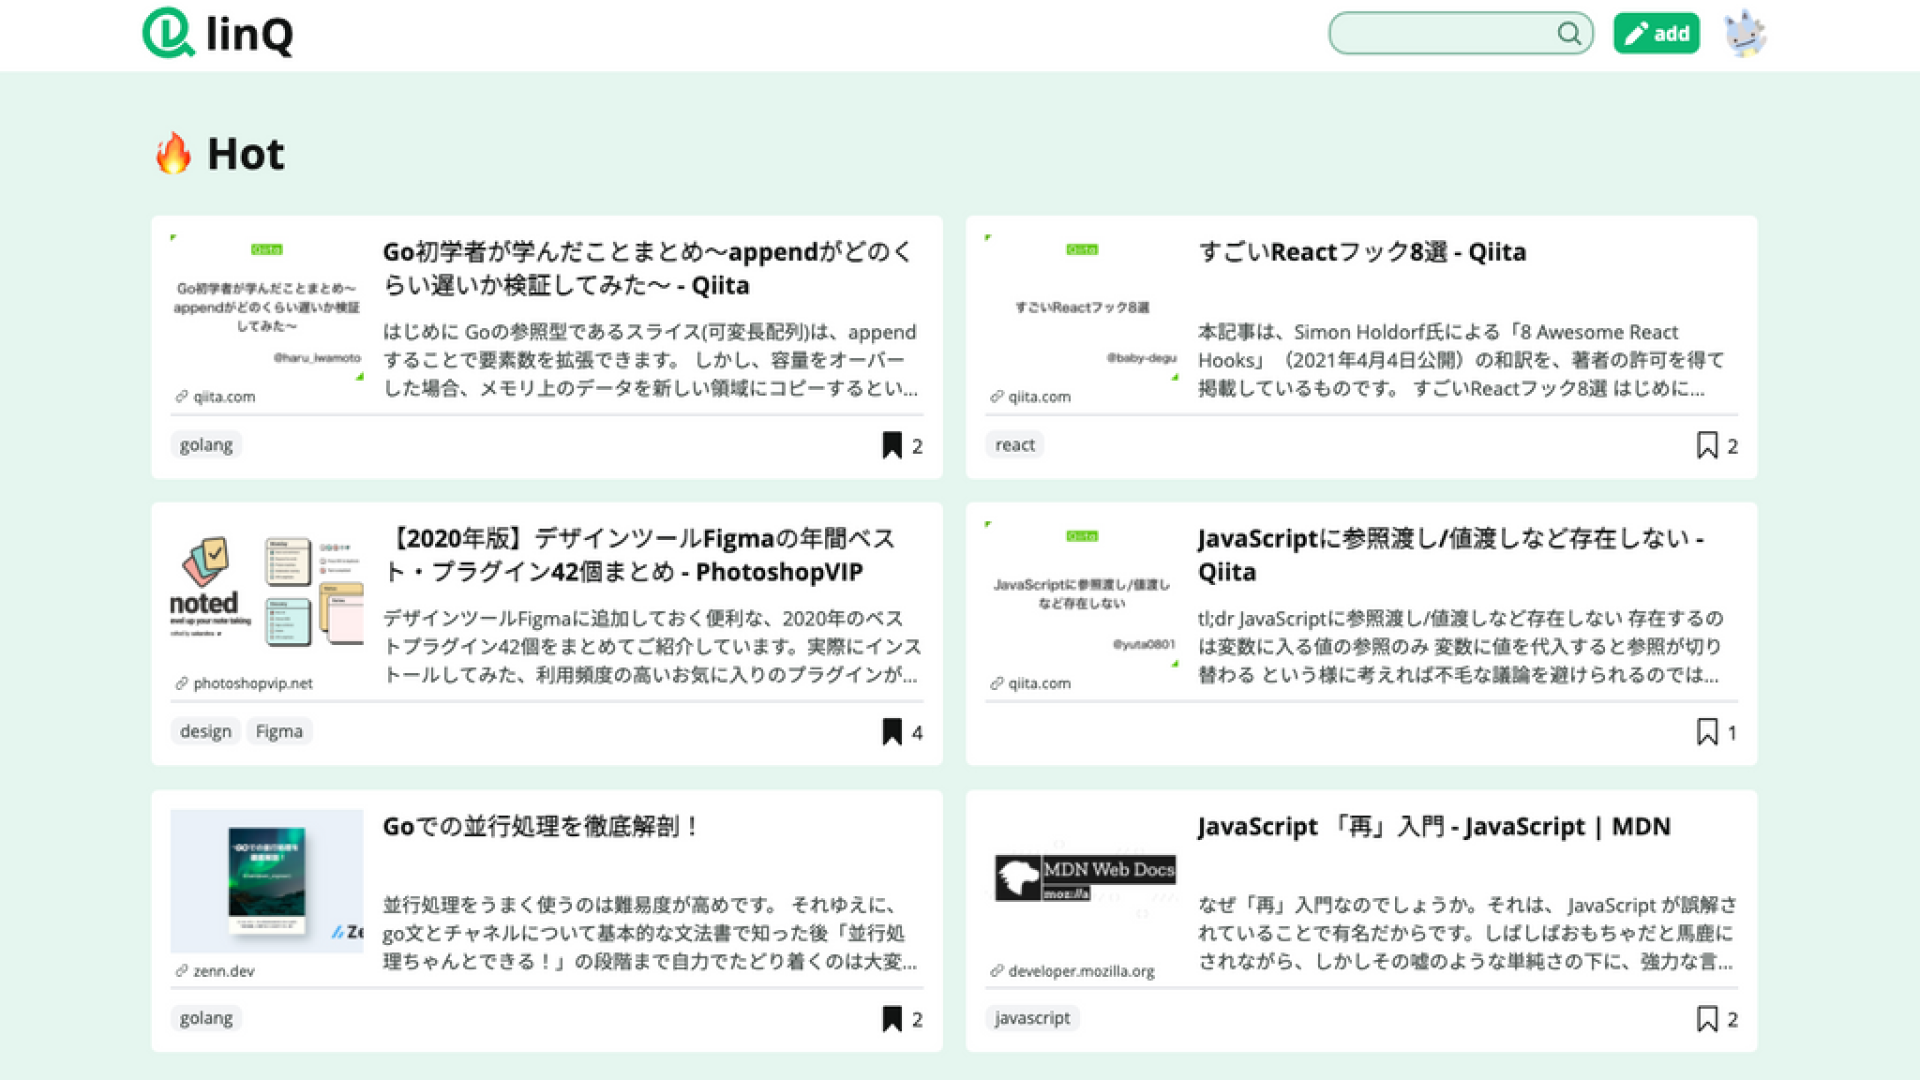 linQ
add
Hot
Qiita
Go初学者が学んだことまとめ〜
appendがどのくらい遅いか検証
してみた〜
@haru_iwamoto
qiita.com
Go初学者が学んだことまとめ〜appendがどのく
らい遅いか検証してみた〜 - Qiita
はじめに Goの参照型であるスライス(可変長配列)は、append
することで要素数を拡張できます。 しかし、容量をオーバー
した場合、メモリ上のデータを新しい領域にコピーするとい...
golang
2
Qiita
すごいReactフック8選
@baby-degu
qiita.com
すごいReactフック8選 - Qiita
本記事は、Simon Holdorf氏による「8 Awesome React
Hooks」（2021年4月4日公開）の和訳を、著者の許可を得て
掲載しているものです。 すごいReactフック8選 はじめに...
react
2
noted
photoshopvip.net
【2020年版】デザインツールFigmaの年間ベス
ト・プラグイン42個まとめ - PhotoshopVIP
デザインツールFigmaに追加しておく便利な、2020年のベス
トプラグイン42個をまとめてご紹介しています。実際にインス
トールしてみた、利用頻度の高いお気に入りのプラグインが...
design Figma
4
Qiita
JavaScriptに参照渡し/値渡し
など存在しない
@yuta0801
qiita.com
JavaScriptに参照渡し/値渡しなど存在しない -
Qiita
tl;dr JavaScriptに参照渡し/値渡しなど存在しない 存在するの
は変数に入る値の参照のみ 変数に値を代入すると参照が切り
替わる という様に考えれば不毛な議論を避けられるのでは...
1
GOでの並行処理を
徹底解剖！
Ze
zenn.dev
Goでの並行処理を徹底解剖！
並行処理をうまく使うのは難易度が高めです。 それゆえに、
go文とチャネルについて基本的な文法書で知った後「並行処
理ちゃんとできる！」の段階まで自力でたどり着くのは大変...
golang
2
MDN Web Docs
moz://a
developer.mozilla.org
JavaScript 「再」入門 - JavaScript | MDN
なぜ「再」入門なのでしょうか。それは、 JavaScript が誤解さ
れていることで有名だからです。しばしばおもちゃだと馬鹿に
されながら、しかしその嘘のような単純さの下に、強力な言...
javascript
2